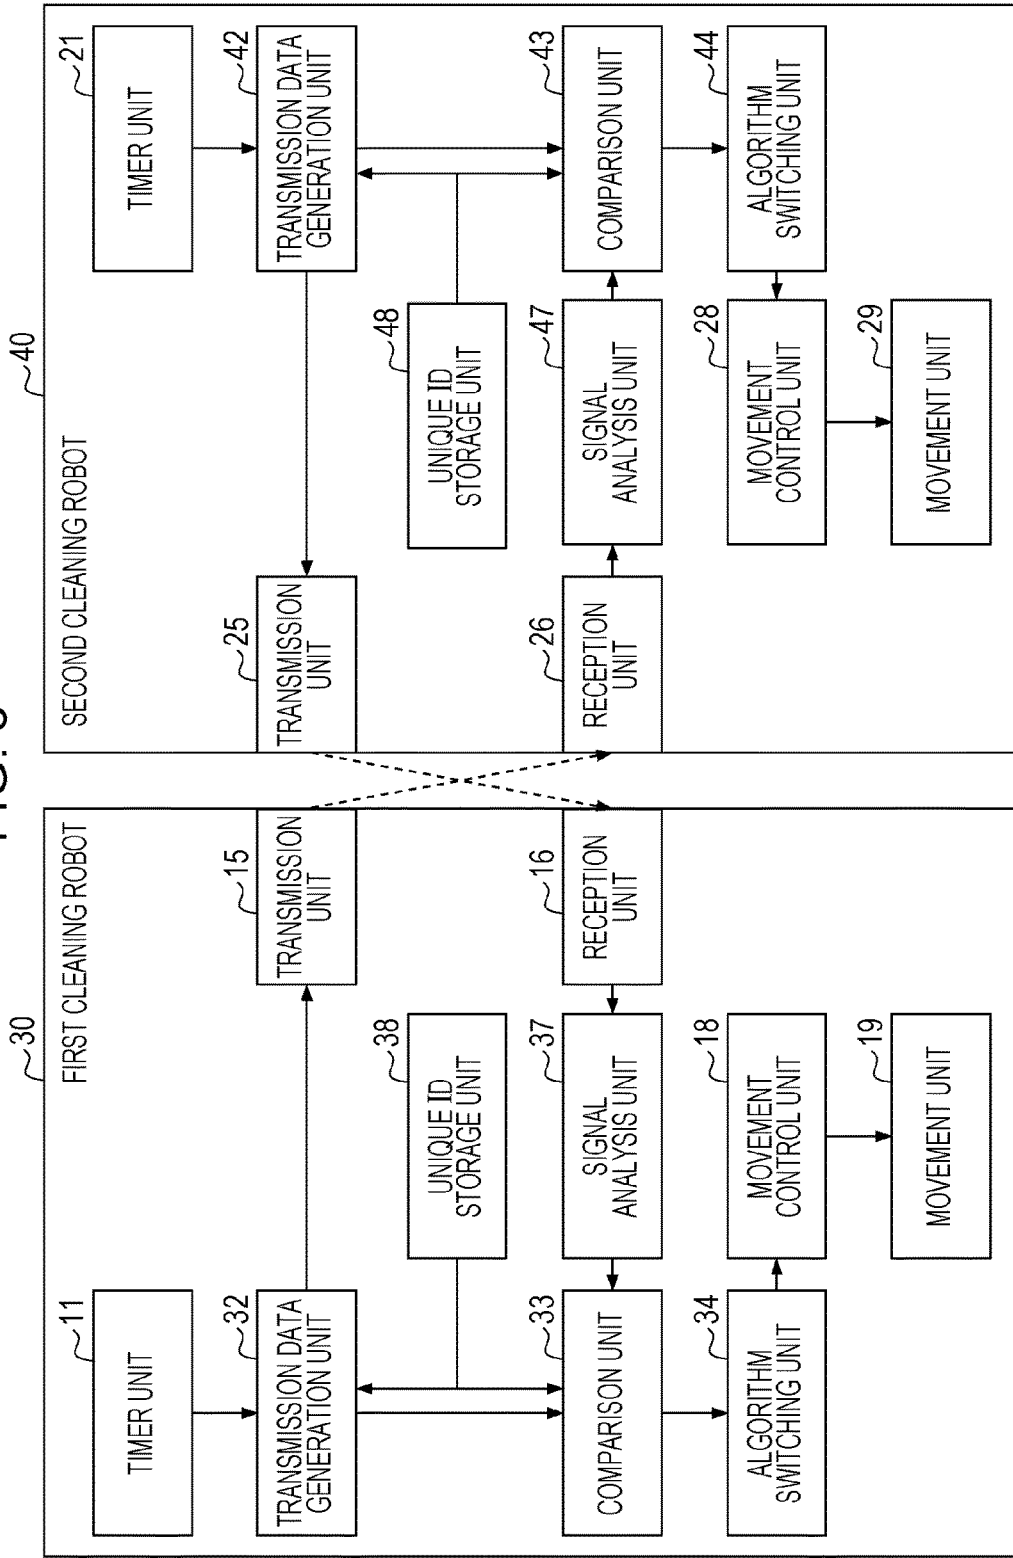 FIG.
30
FIRST CLEANING ROBOT
11
TIMER UNIT
32
TRANSMISSION DATA
GENERATION UNIT
15
TRANSMISSION
UNIT
38
UNIQUE ID
STORAGE UNIT
33
COMPARISON UNIT
37
SIGNAL
ANALYSIS UNIT
16
RECEPTION
UNIT
34
ALGORITHM
SWITCHING UNIT
18
MOVEMENT
CONTROL UNIT
19
MOVEMENT UNIT
40
SECOND CLEANING ROBOT
21
TIMER UNIT
25
TRANSMISSION
UNIT
42
TRANSMISSION DATA
GENERATION UNIT
48
UNIQUE ID
STORAGE UNIT
26
RECEPTION
UNIT
47
SIGNAL
ANALYSIS UNIT
43
COMPARISON UNIT
28
MOVEMENT
CONTROL UNIT
44
ALGORITHM
SWITCHING UNIT
29
MOVEMENT UNIT